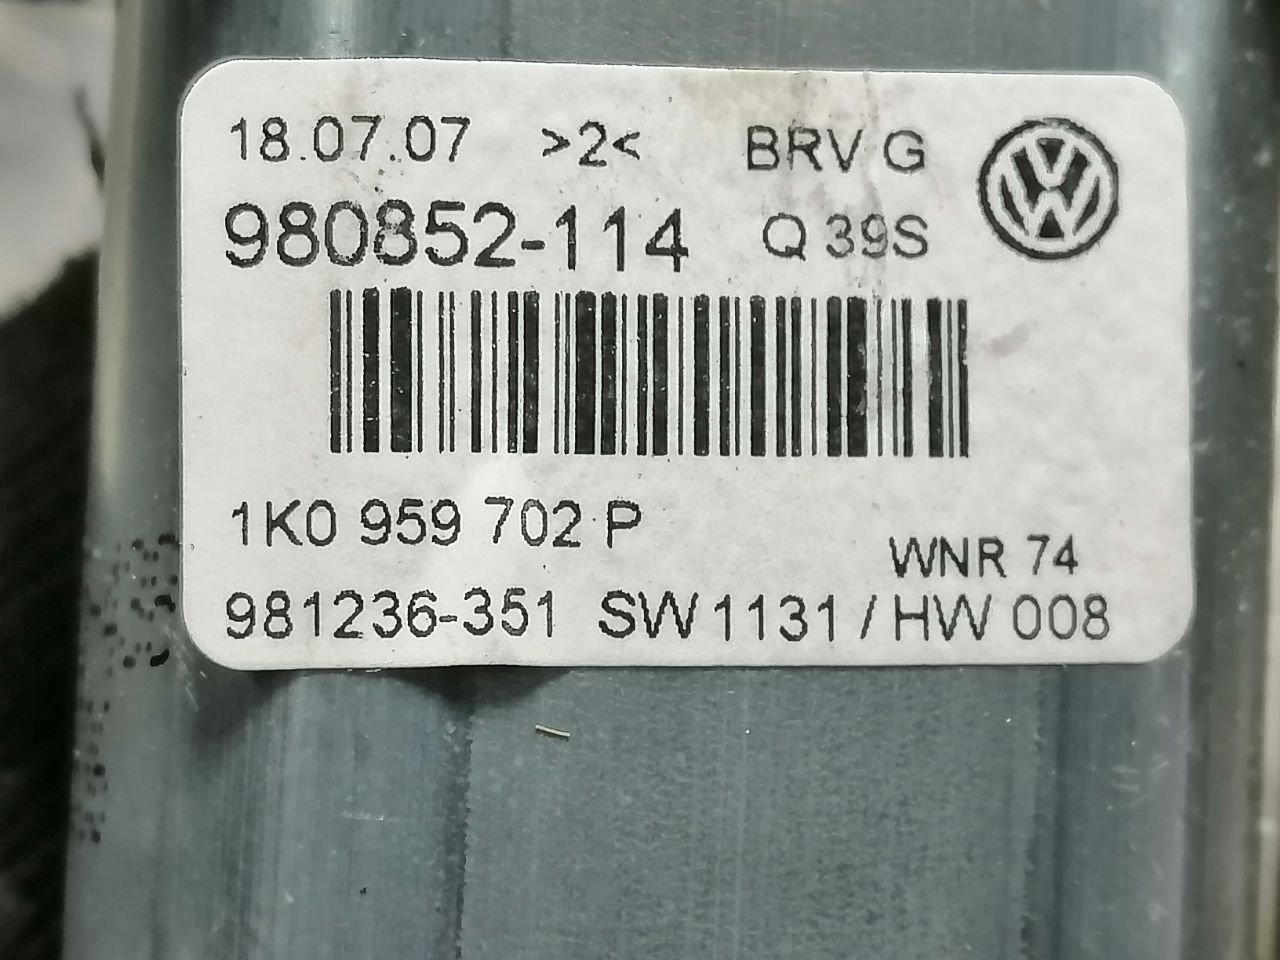 18.07.07 >2< BRV G
980852-114 Q 39S
1K0 959 702 P
WNR 74
981236-351 SW 1131 / HW 008